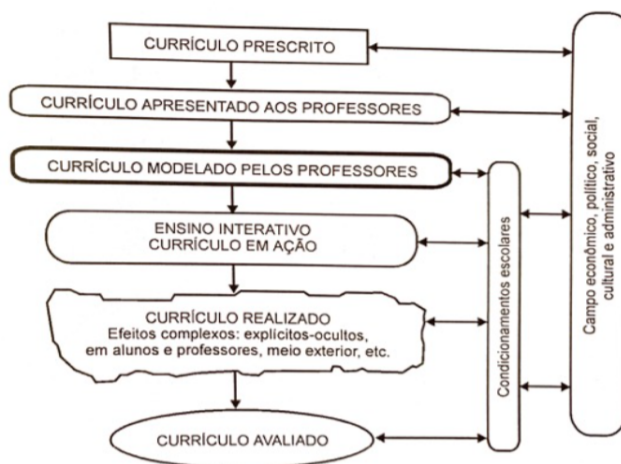 CURRÍCULO PRESCRITO
CURRÍCULO APRESENTADO AOS PROFESSORES
CURRÍCULO MODELADO PELOS PROFESSORES
ENSINO INTERATIVO
CURRÍCULO EM AÇÃO
CURRÍCULO REALIZADO
Efeitos complexos: explícitos-ocultos,
em alunos e professores, meio exterior, etc.
CURRÍCULO AVALIADO
Condicionamentos escolares
Campo econômico, político, social,
cultural e administrativo